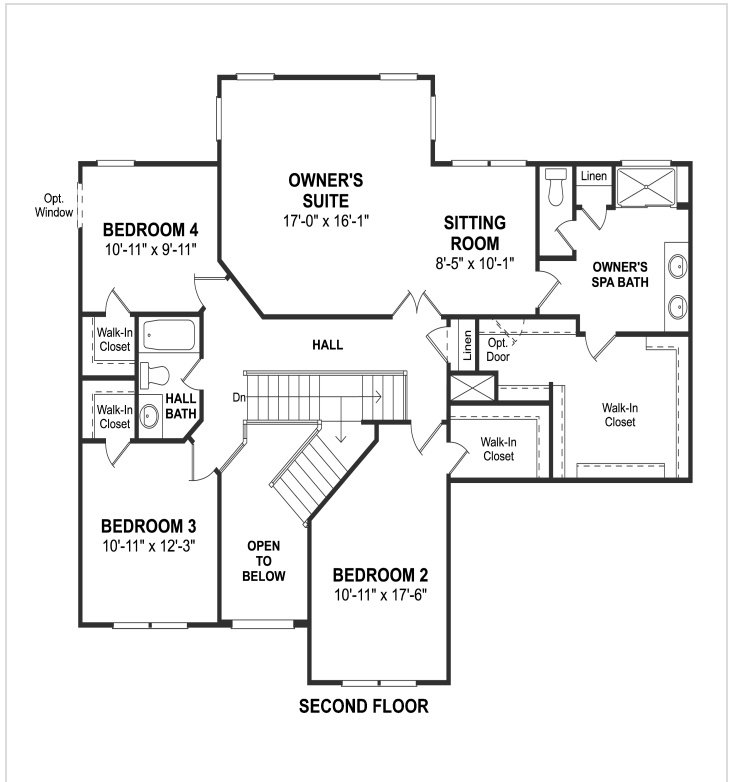 OWNER'S
SUITE
17'-0" x 16'-1"
Linen
Opt.
Window
BEDROOM 4
10'-11" x 9'-11"
SITTING
ROOM
8'-5" x 10'-1"
OWNER'S
SPA BATH
Walk-In
Closet
HALL
Linen
Opt.
Door
Dn
HALL
BATH
Walk-In
Closet
Walk-In
Closet
Walk-In
Closet
BEDROOM 3
10'-11" x 12'-3"
OPEN
TO
BELOW
BEDROOM 2
10'-11" x 17'-6"
SECOND FLOOR